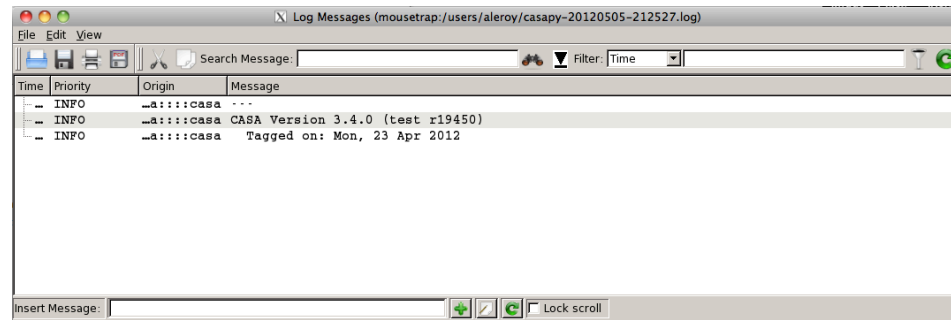 Log Messages (mousetrap:/users/aleroy/casapy-20120505-212527.log)
File Edit View
Search Message: Filter: Time
Time Priority Origin Message
... INFO …a::::casa ---
... INFO …a::::casa CASA Version 3.4.0 (test r19450)
... INFO …a::::casa Tagged on: Mon, 23 Apr 2012
Insert Message: Lock scroll